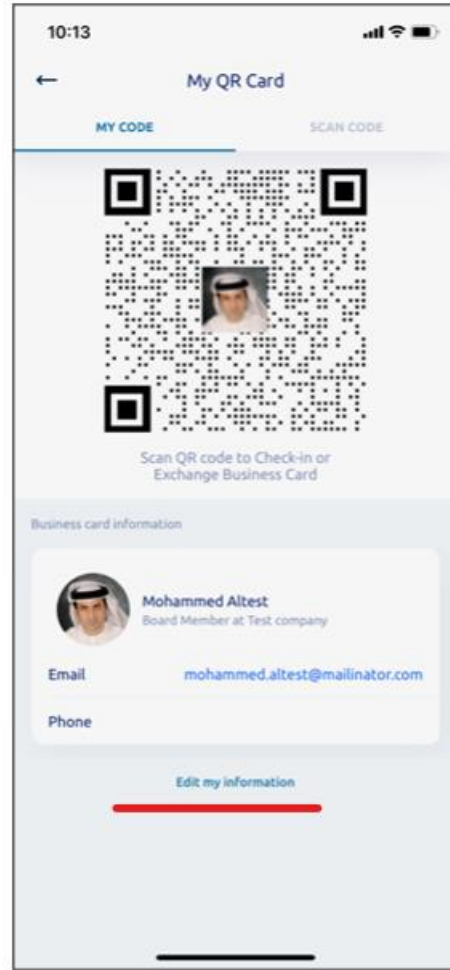 10:13
My QR Card
MY CODE
SCAN CODE
Scan QR code to Check-in or
Exchange Business Card
Business card information
Mohammed Altest
Board Member at Test company
Email
mohammed.altest@mailinator.com
Phone
Edit my information